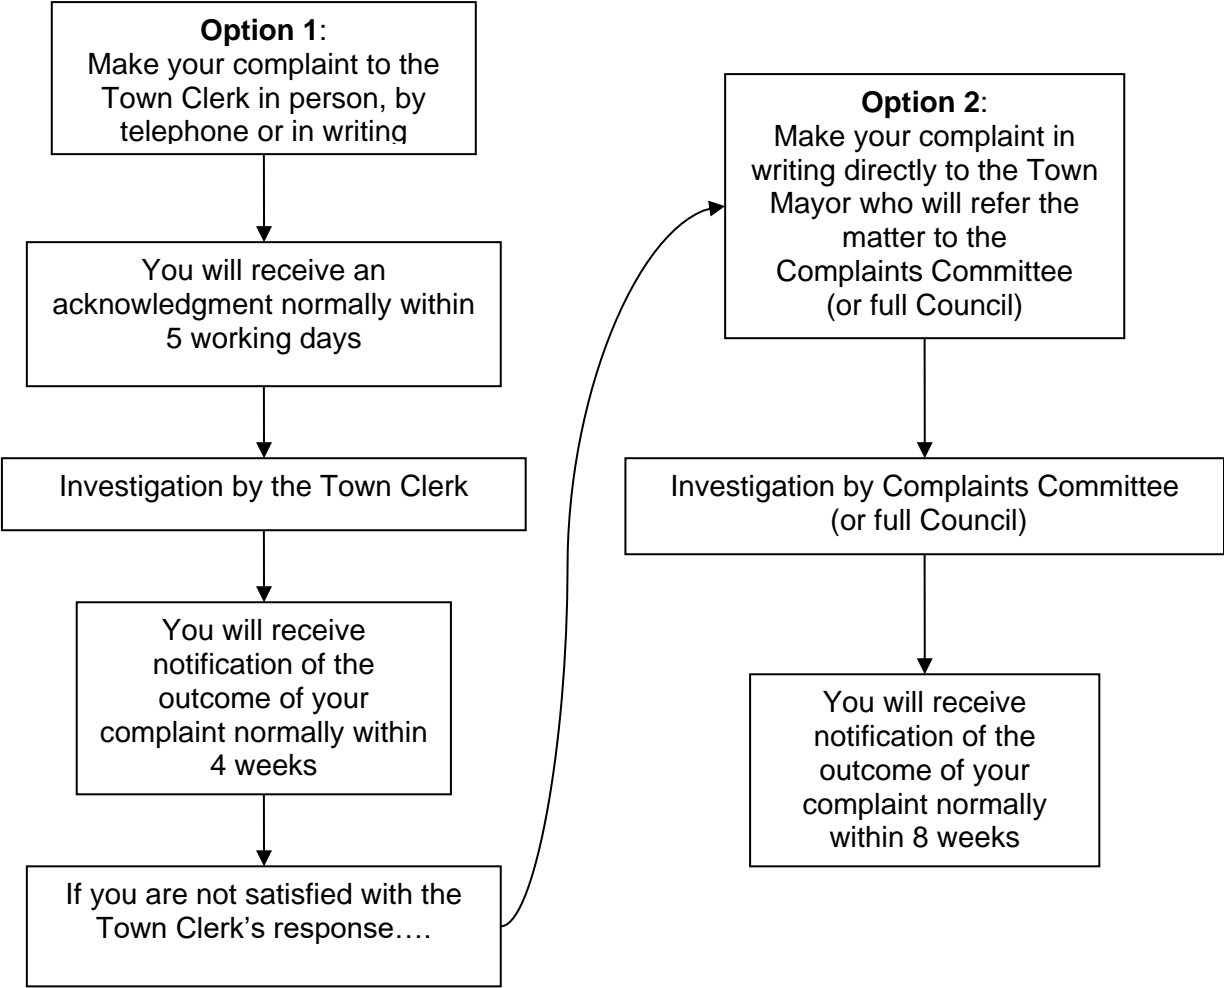 Option 1:
Make your complaint to the
Town Clerk in person, by
telephone or in writing
You will receive an
acknowledgment normally within
5 working days
Investigation by the Town Clerk
You will receive
notification of the
outcome of your
complaint normally within
4 weeks
If you are not satisfied with the
Town Clerk’s response….
Option 2:
Make your complaint in
writing directly to the Town
Mayor who will refer the
matter to the
Complaints Committee
(or full Council)
Investigation by Complaints Committee
(or full Council)
You will receive
notification of the
outcome of your
complaint normally
within 8 weeks